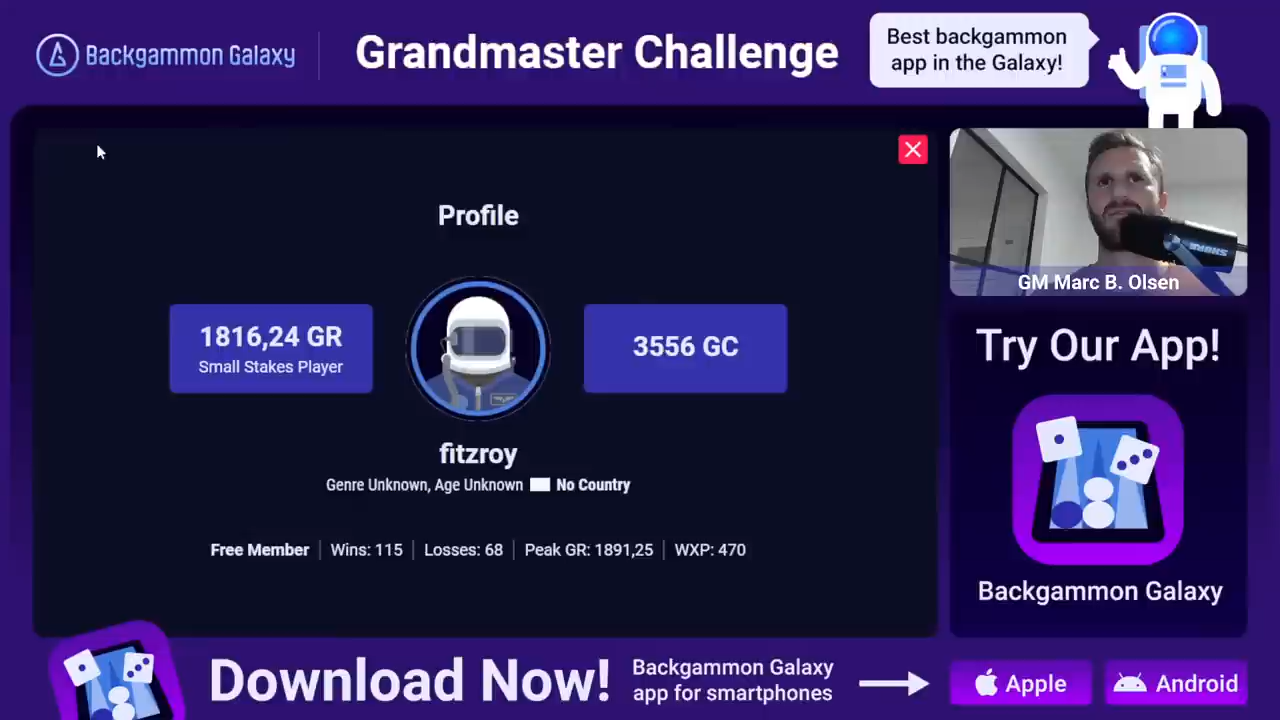 Backgammon Galaxy
Grandmaster Challenge
Best backgammon
app in the Galaxy!
Profile
1816,24 GR
Small Stakes Player
3556 GC
fitzroy
Genre Unknown, Age Unknown No Country
Free Member Wins: 115 Losses: 68 Peak GR: 1891,25 WXP: 470
SHURE
GM Marc B. Olsen
Try Our App!
Backgammon Galaxy
Download Now!
Backgammon Galaxy
app for smartphones
Apple
Android